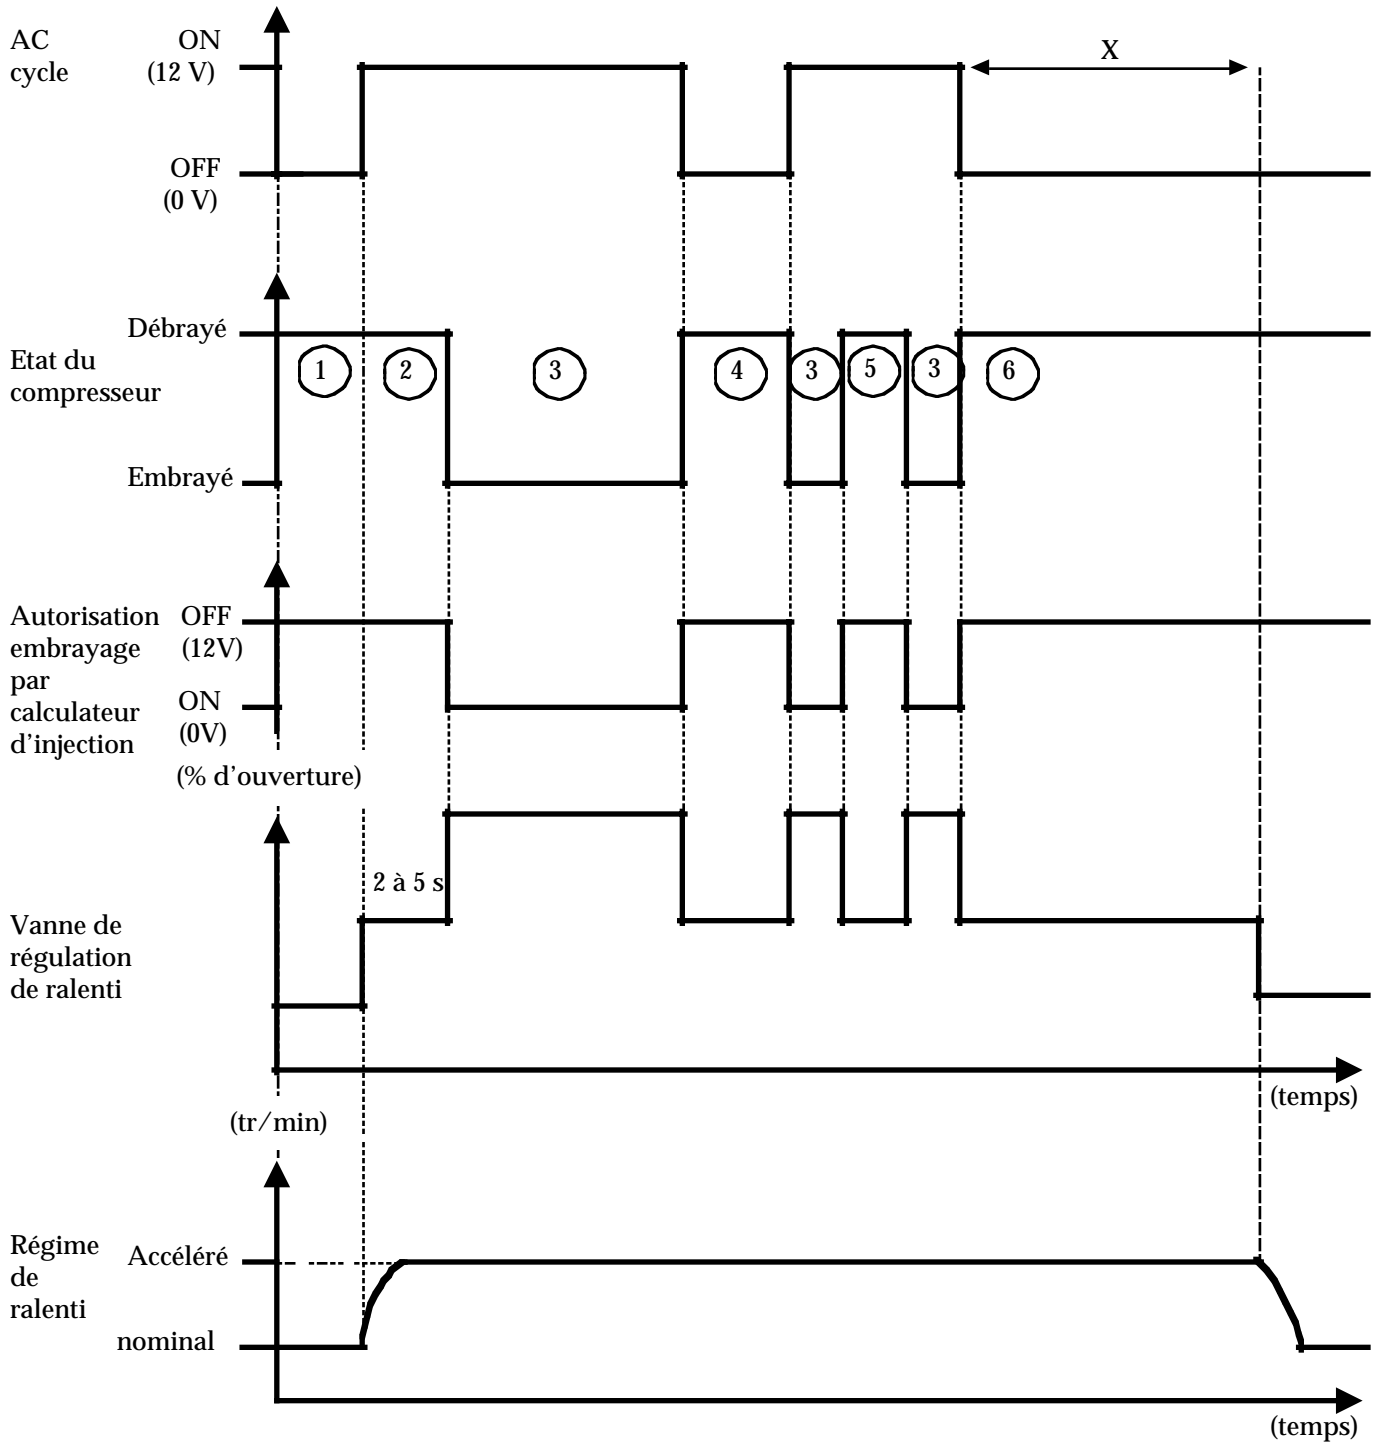 AC
cycle
ON
(12 V)
OFF
(0 V)
X
Etat du
compresseur
Débrayé
Embrayé
1
2
3
4
3
5
3
6
Autorisation
embrayage
par
calculateur
d'injection
OFF
(12V)
ON
(0V)
(% d'ouverture)
2 à 5 s
Vanne de
régulation
de ralenti
(temps)
(tr/min)
Régime
de
ralenti
Accéléré
nominal
(temps)